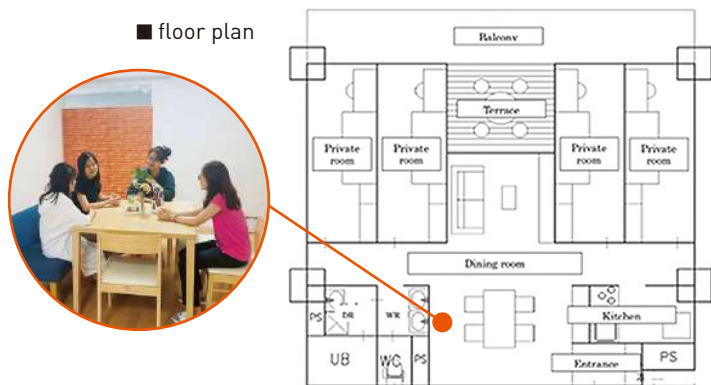 ■ floor plan
Balcony
Terrace
Private
room
Private
room
Private
room
Private
room
Dining room
PS
DR
WR
Kitchen
UB
WC
PS
Entrance
PS